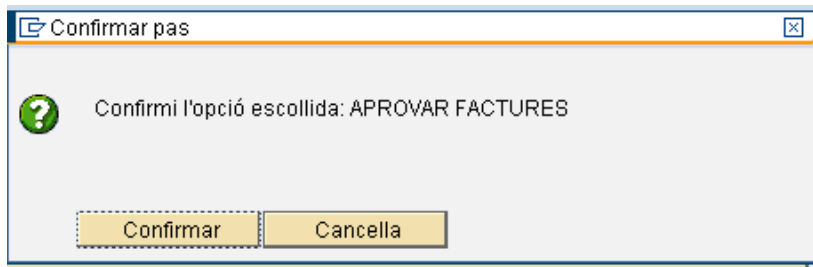 Confirmar pas
Confirmi l'opció escollida: APROVAR FACTURES
Confirmar
Cancella